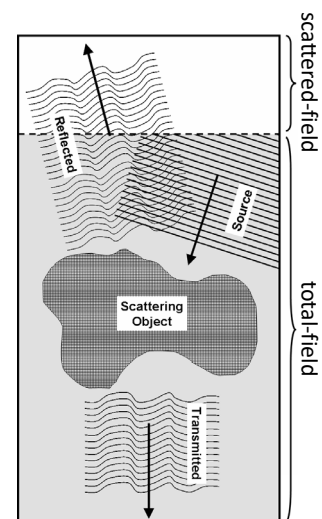 scattered-field
Reflected
Source
total-field
Scattering
Object
Transmitted